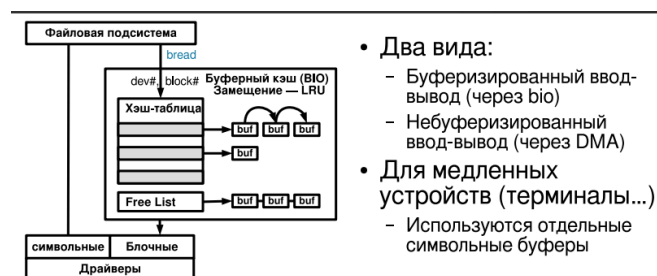 Файловая подсистема
bread
dev#, block#
Буферный кэш (BIO)
Замещение — LRU
Хэш-таблица
buf buf buf
buf
Free List
buf buf buf
символьные Блочные
Драйверы
• Два вида:
– Буферизированный ввод-
вывод (через bio)
– Небуферизированный
ввод-вывод (через DMA)
• Для медленных
устройств (терминалы...)
– Используются отдельные
символьные буферы